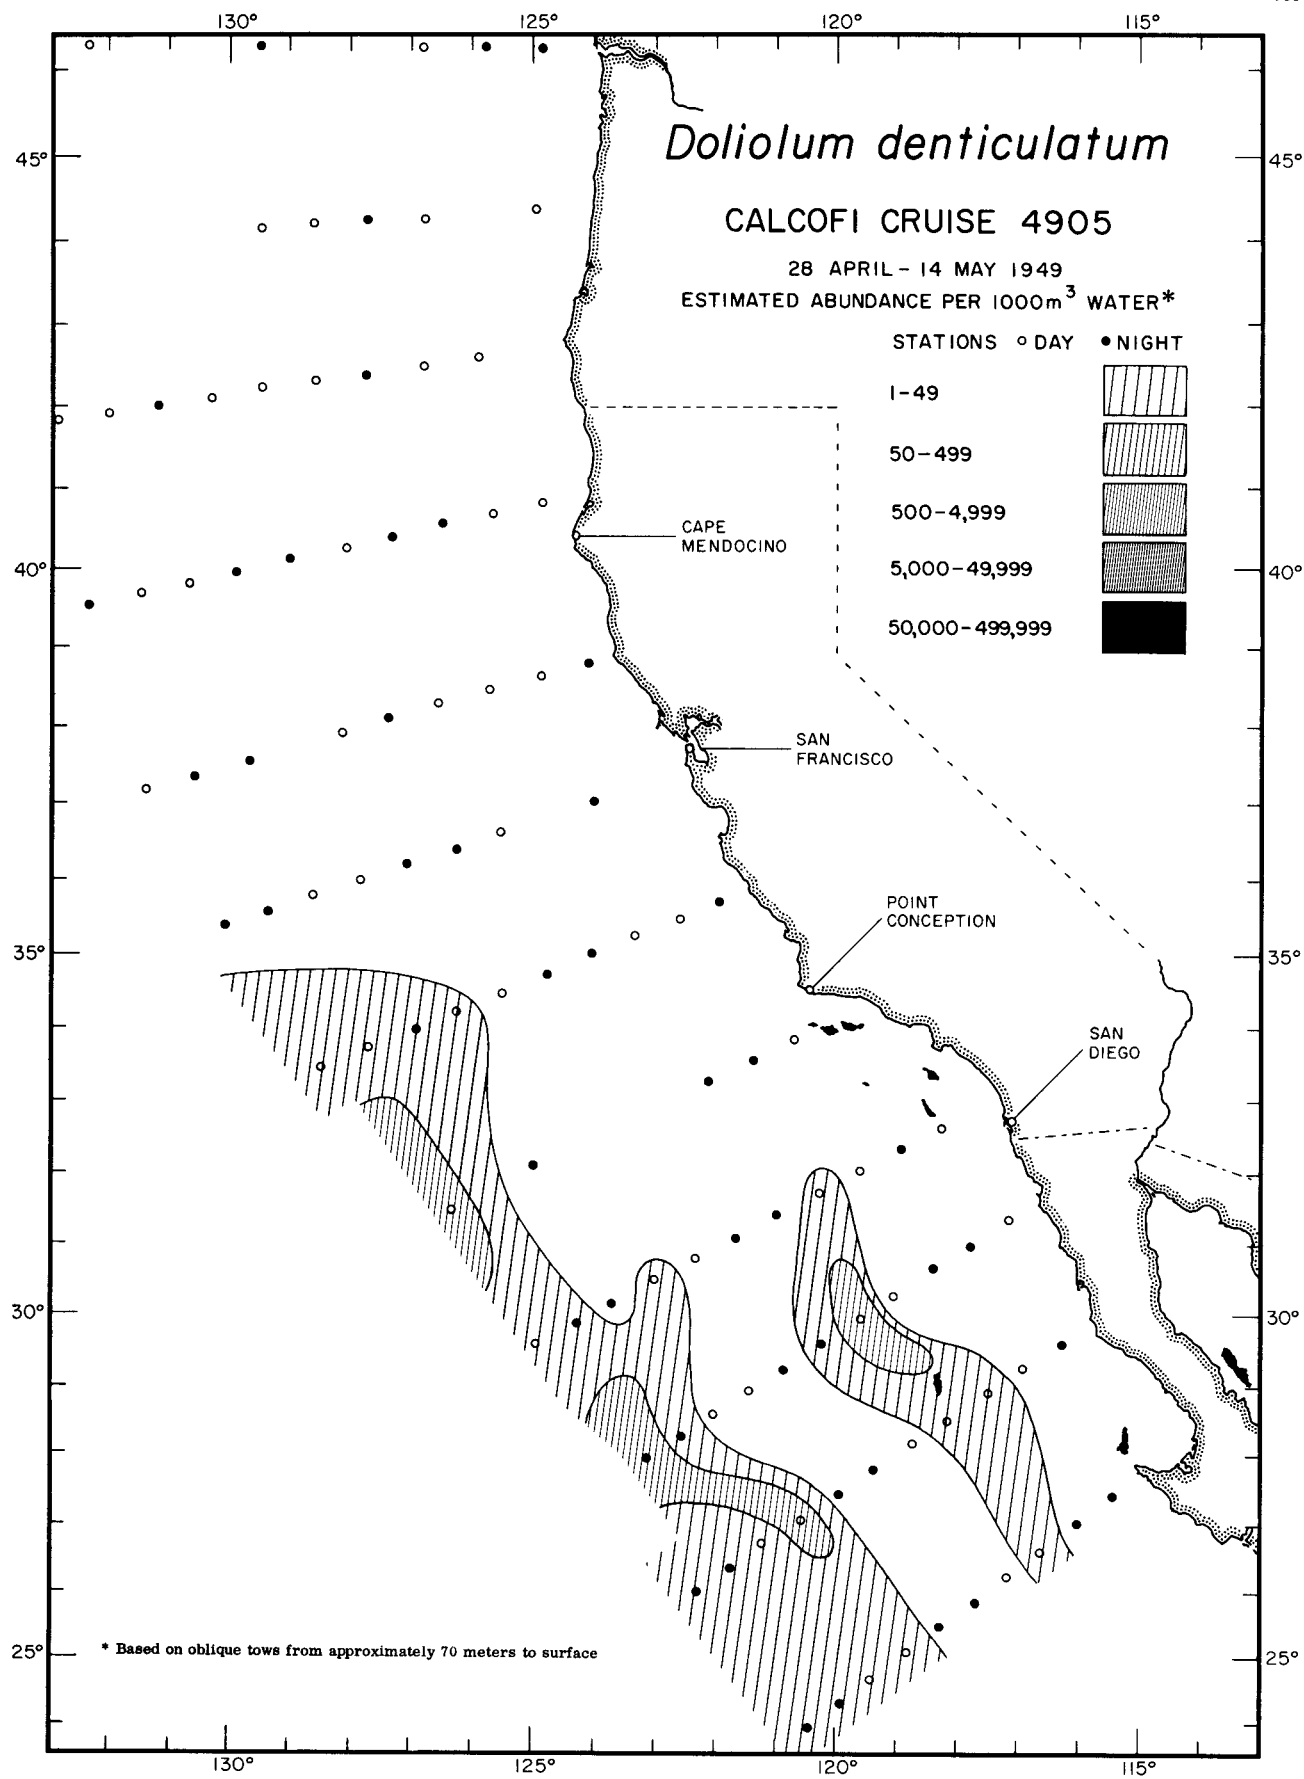 130° 125° 120° 115°
45° 45°
Doliolum denticulatum
CALCOFI CRUISE 4905
28 APRIL – 14 MAY 1949
ESTIMATED ABUNDANCE PER 1000m³ WATER*
STATIONS ○ DAY ● NIGHT
1–49
50–499
500–4,999
5,000–49,999
50,000–499,999
CAPE
MENDOCINO
40° 40°
SAN
FRANCISCO
POINT
CONCEPTION
35° 35°
SAN
DIEGO
30° 30°
25° 25°
* Based on oblique tows from approximately 70 meters to surface
130° 125° 120° 115°